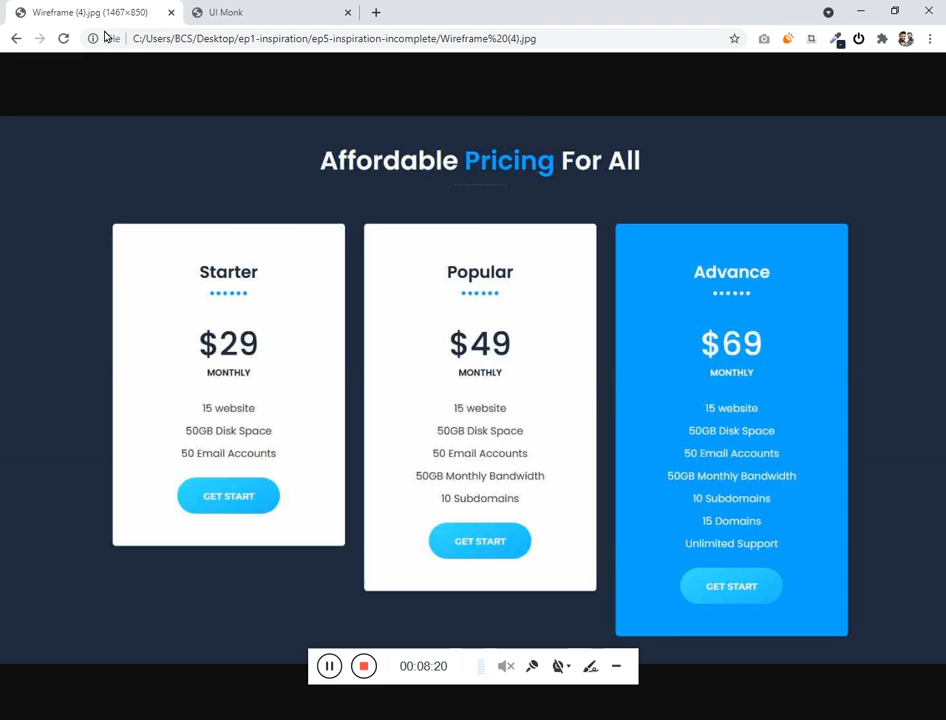 Wireframe (4).jpg (1467×850)
UI Monk
C:/Users/BCS/Desktop/ep1-inspiration/ep5-inspiration-incomplete/Wireframe%20(4).jpg
Affordable Pricing For All
Starter
$29
MONTHLY
15 website
50GB Disk Space
50 Email Accounts
GET START
Popular
$49
MONTHLY
15 website
50GB Disk Space
50 Email Accounts
50GB Monthly Bandwidth
10 Subdomains
GET START
Advance
$69
MONTHLY
15 website
50GB Disk Space
50 Email Accounts
50GB Monthly Bandwidth
10 Subdomains
15 Domains
Unlimited Support
GET START
00:08:20